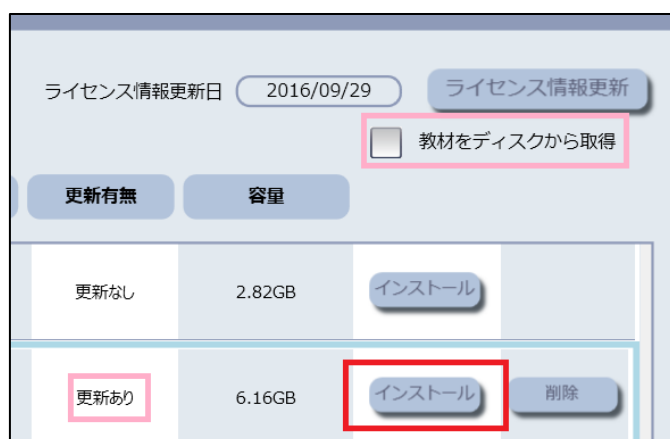 ライセンス情報更新日 2016/09/29 ライセンス情報更新
教材をディスクから取得
更新有無 容量
更新なし 2.82GB インストール
更新あり 6.16GB インストール 削除